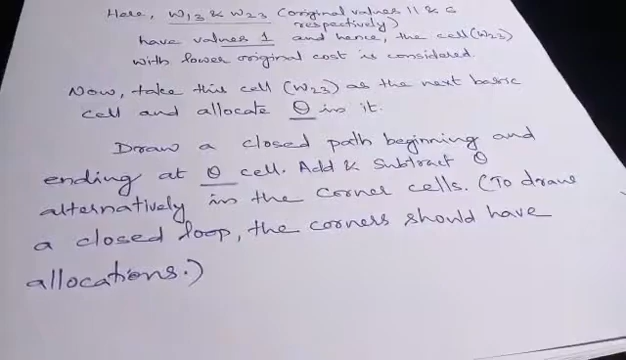 Here, W13 & W23 (original values 11 & 6
respectively)
have values 1 and hence, the cell (W23)
with lower original cost is considered.
Now, take this cell (W23) as the next basic
cell and allocate θ in it.
Draw a closed path beginning and
ending at θ cell. Add & Subtract θ
alternatively in the corner cells. (To draw
a closed loop, the corners should have
allocations.)